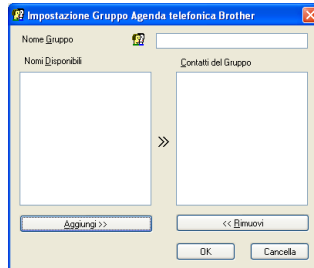 Impostazione Gruppo Agenda telefonica Brother
Nome Gruppo
Nomi Disponibili
Contatti del Gruppo
Aggiungi >>
<< Rimuovi
OK
Cancella